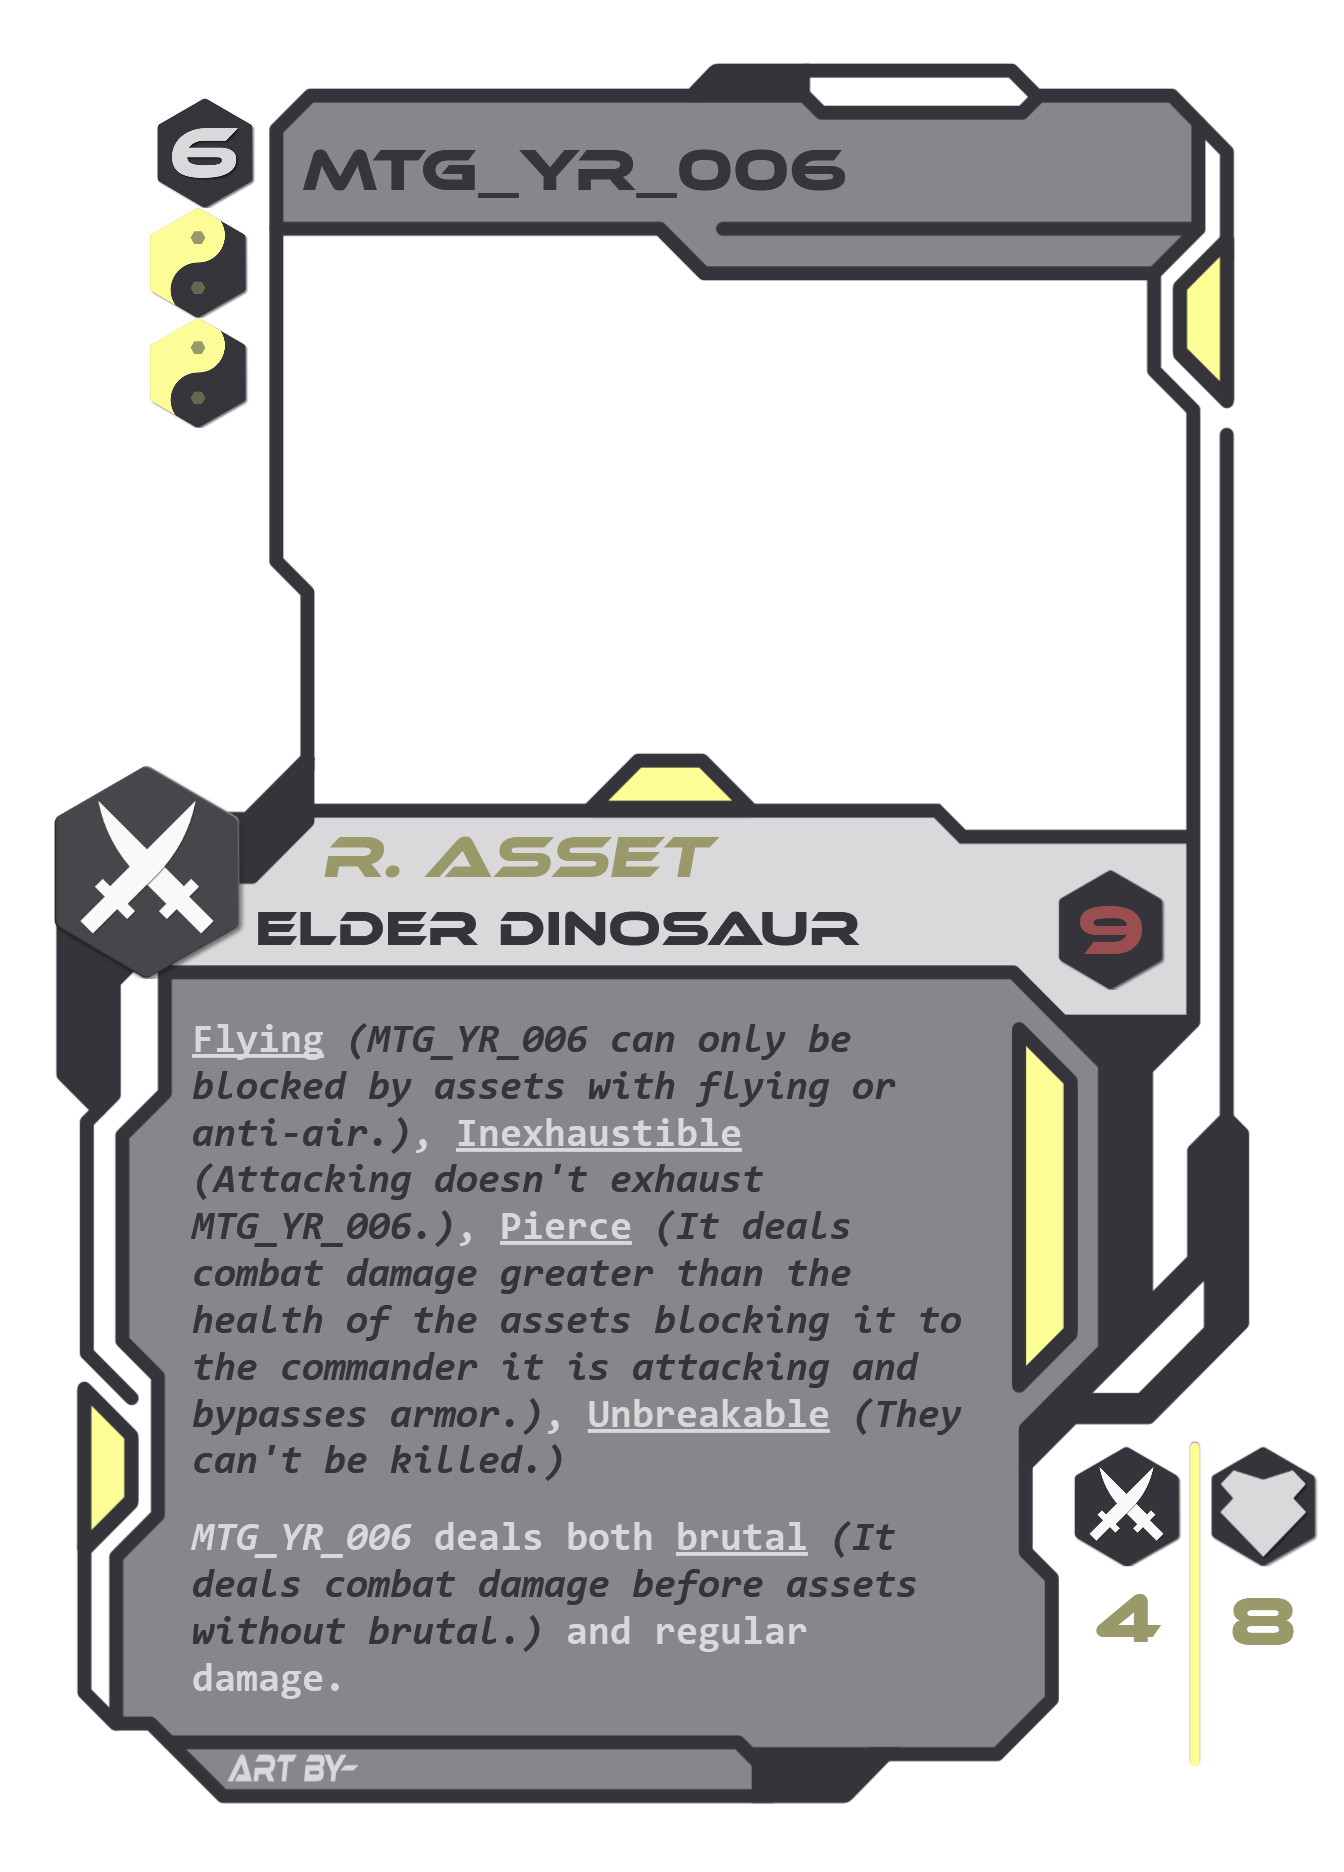 6
MTG_YR_006
R. ASSET
ELDER DINOSAUR
9
Flying (MTG_YR_006 can only be
blocked by assets with flying or
anti-air.), Inexhaustible
(Attacking doesn't exhaust
MTG_YR_006.), Pierce (It deals
combat damage greater than the
health of the assets blocking it to
the commander it is attacking and
bypasses armor.), Unbreakable (They
can't be killed.)
MTG_YR_006 deals both brutal (It
deals combat damage before assets
without brutal.) and regular
damage.
4
8
ART BY-